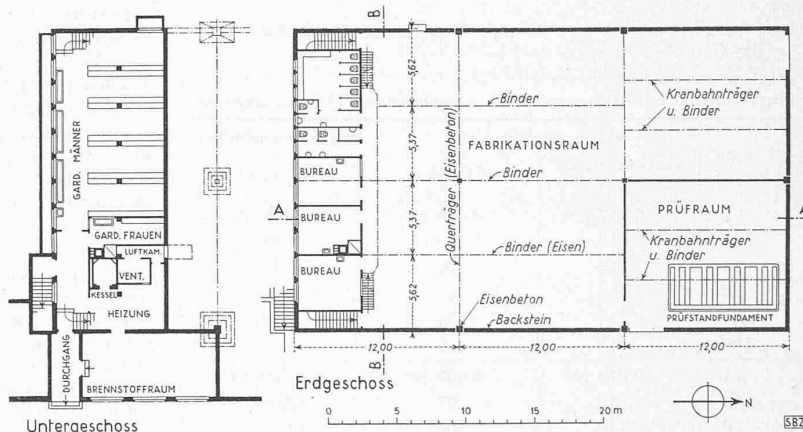 GARD. MÄNNER
GARD. FRAUEN
LUFTKAM.
VENT.
KESSEL
HEIZUNG
DURCHGANG
BRENNSTOFFRAUM
Untergeschoss
B
5,62
Binder
Kranbahnträger
u. Binder
5,37
Querträger (Eisenbeton)
FABRIKATIONSRAUM
BUREAU
Binder
A
BUREAU
5,37
PRÜFRAUM
A
Kranbahnträger
u. Binder
Binder (Eisen)
BUREAU
5,62
Eisenbeton
Backstein
PRÜFSTANDFUNDAMENT
12,00
12,00
12,00
B
Erdgeschoss
0 5 10 15 20 m
N
SBZ